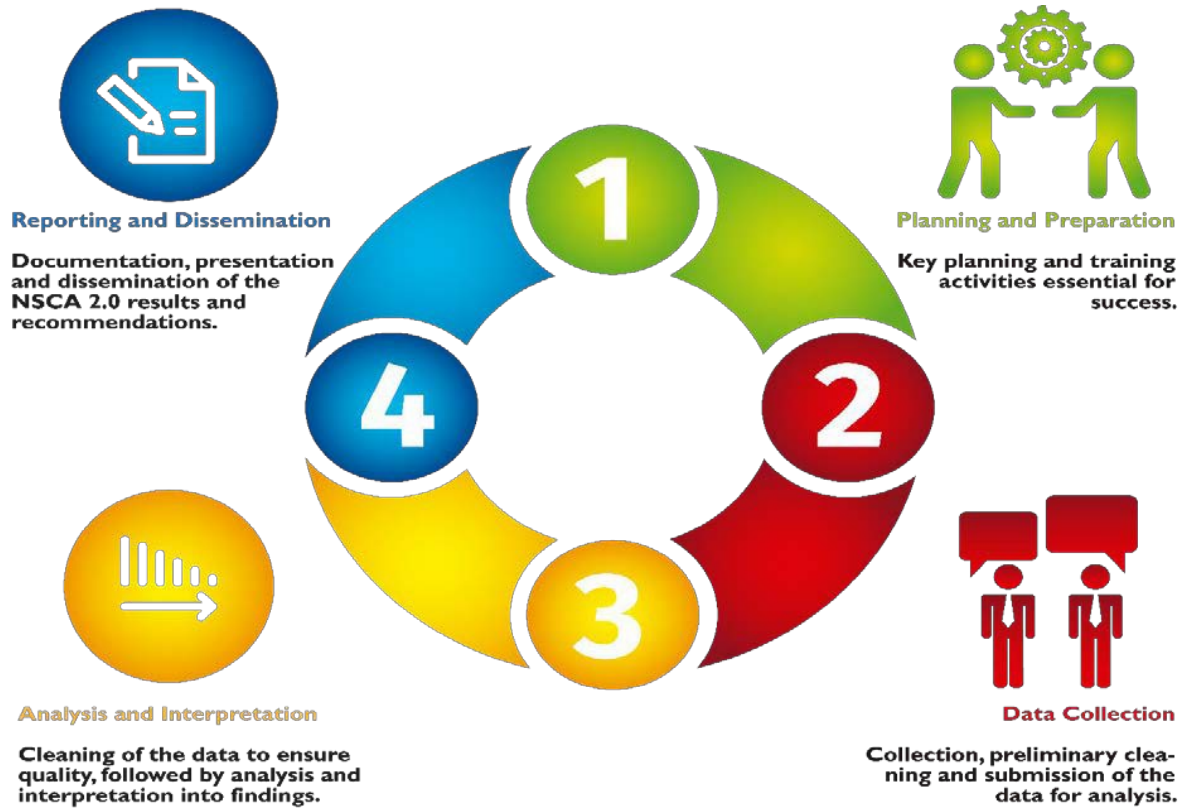 1
Planning and Preparation
Key planning and training
activities essential for
success.
2
Data Collection
Collection, preliminary clea-
ning and submission of the
data for analysis.
3
Analysis and Interpretation
Cleaning of the data to ensure
quality, followed by analysis and
interpretation into findings.
4
Reporting and Dissemination
Documentation, presentation
and dissemination of the
NSCA 2.0 results and
recommendations.